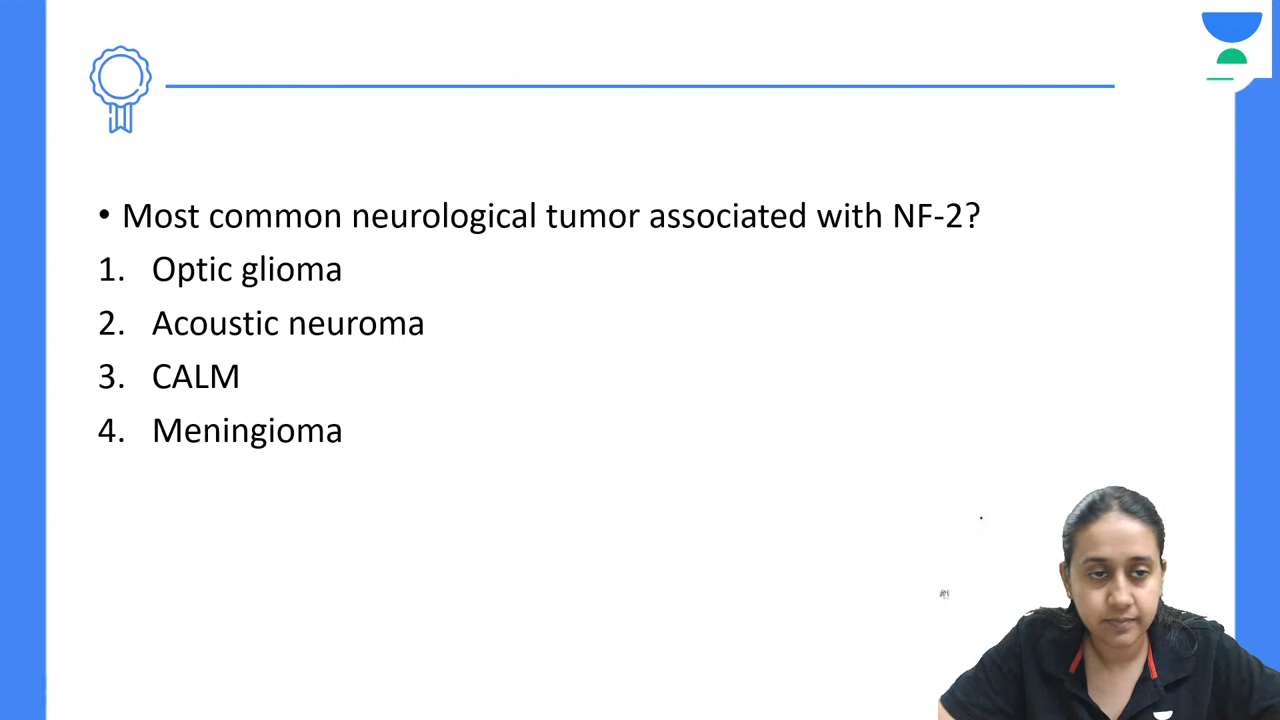 • Most common neurological tumor associated with NF-2?
1. Optic glioma
2. Acoustic neuroma
3. CALM
4. Meningioma